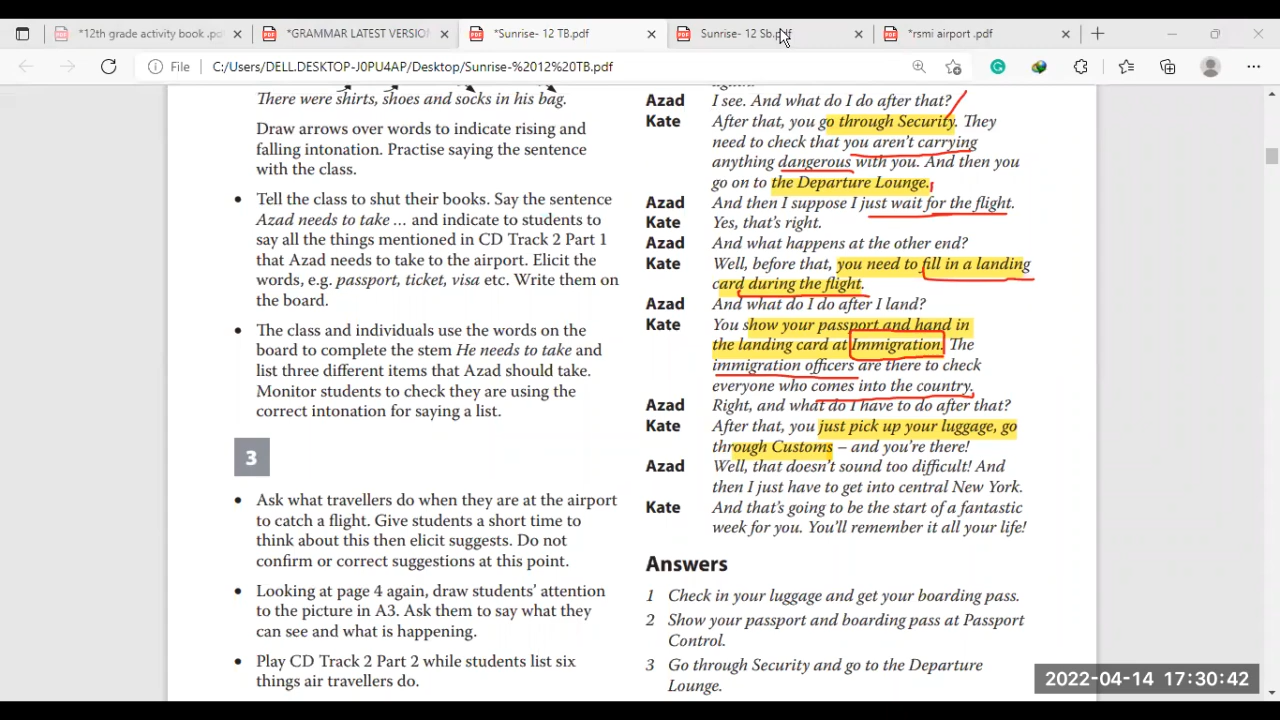 *12th grade activity book .pd
*GRAMMAR LATEST VERSION
*Sunrise- 12 TB.pdf
Sunrise- 12 Sb.pdf
*rsmi airport .pdf
File
C:/Users/DELL.DESKTOP-J0PU4AP/Desktop/Sunrise-%2012%20TB.pdf
There were shirts, shoes and socks in his bag.
Draw arrows over words to indicate rising and
falling intonation. Practise saying the sentence
with the class.
• Tell the class to shut their books. Say the sentence
Azad needs to take … and indicate to students to
say all the things mentioned in CD Track 2 Part 1
that Azad needs to take to the airport. Elicit the
words, e.g. passport, ticket, visa etc. Write them on
the board.
• The class and individuals use the words on the
board to complete the stem He needs to take and
list three different items that Azad should take.
Monitor students to check they are using the
correct intonation for saying a list.
3
• Ask what travellers do when they are at the airport
to catch a flight. Give students a short time to
think about this then elicit suggests. Do not
confirm or correct suggestions at this point.
• Looking at page 4 again, draw students' attention
to the picture in A3. Ask them to say what they
can see and what is happening.
• Play CD Track 2 Part 2 while students list six
things air travellers do.
Azad I see. And what do I do after that?
Kate After that, you go through Security. They
need to check that you aren't carrying
anything dangerous with you. And then you
go on to the Departure Lounge.
Azad And then I suppose I just wait for the flight.
Kate Yes, that's right.
Azad And what happens at the other end?
Kate Well, before that, you need to fill in a landing
card during the flight.
Azad And what do I do after I land?
Kate You show your passport and hand in
the landing card at Immigration. The
immigration officers are there to check
everyone who comes into the country.
Azad Right, and what do I have to do after that?
Kate After that, you just pick up your luggage, go
through Customs – and you're there!
Azad Well, that doesn't sound too difficult! And
then I just have to get into central New York.
Kate And that's going to be the start of a fantastic
week for you. You'll remember it all your life!
Answers
1 Check in your luggage and get your boarding pass.
2 Show your passport and boarding pass at Passport
Control.
3 Go through Security and go to the Departure
Lounge.
2022-04-14 17:30:42